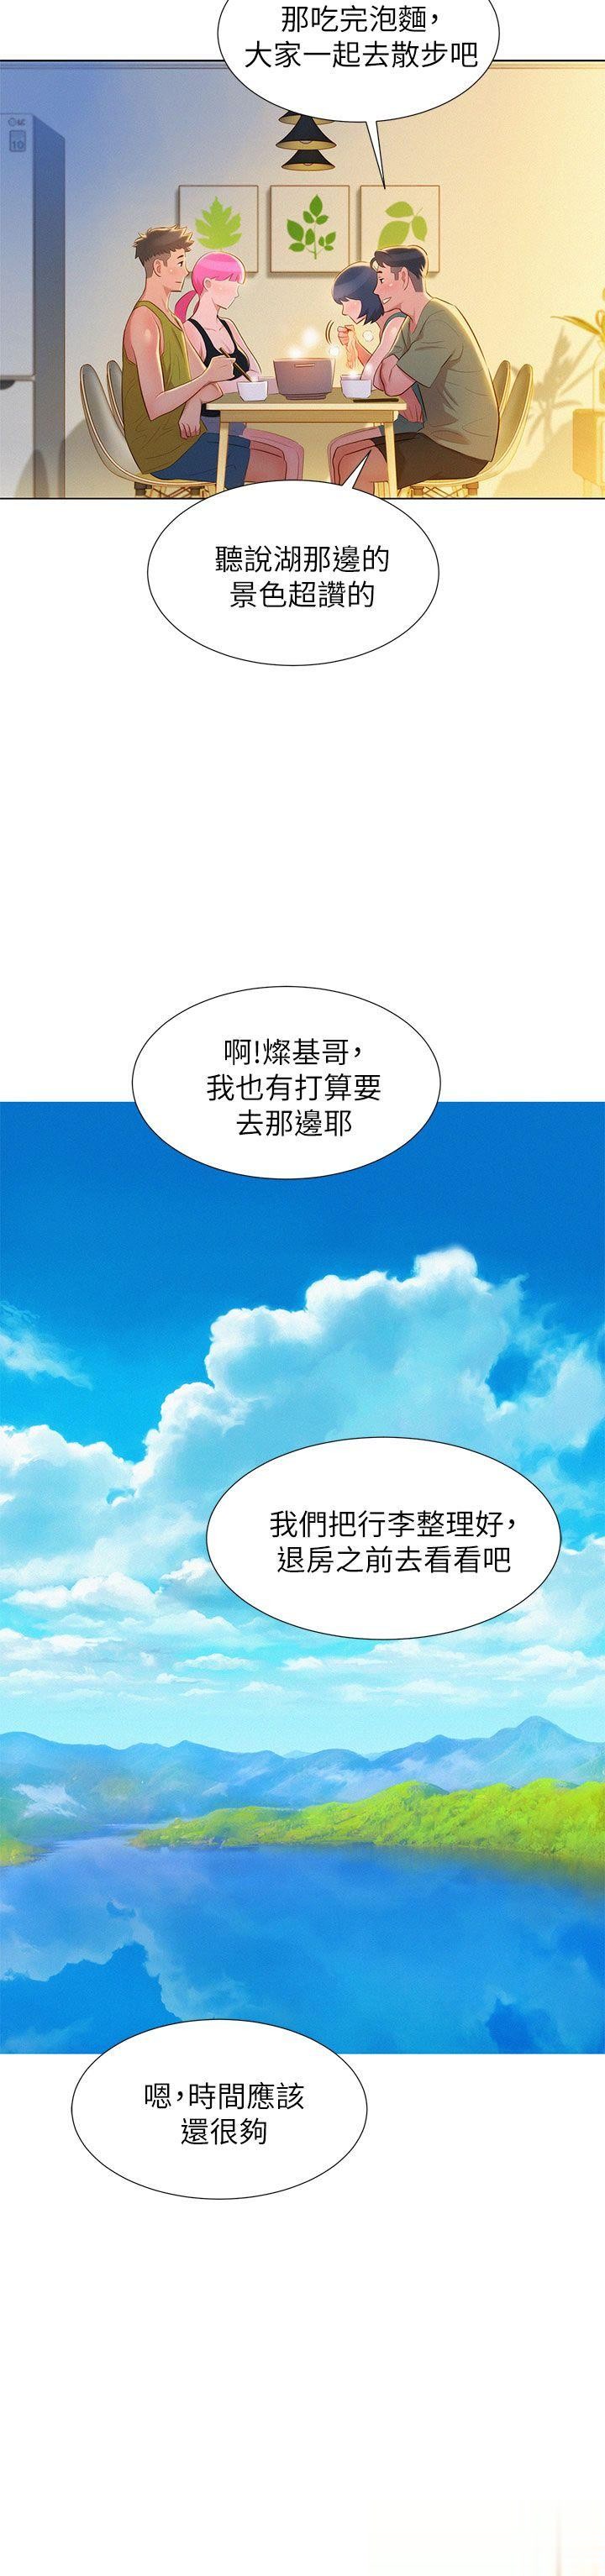 那吃完泡麵，
大家一起去散步吧
10
聽說湖那邊的
景色超讚的
啊!燦基哥，
我也有打算要
去那邊耶
我們把行李整理好，
退房之前去看看吧
嗯，時間應該
還很夠